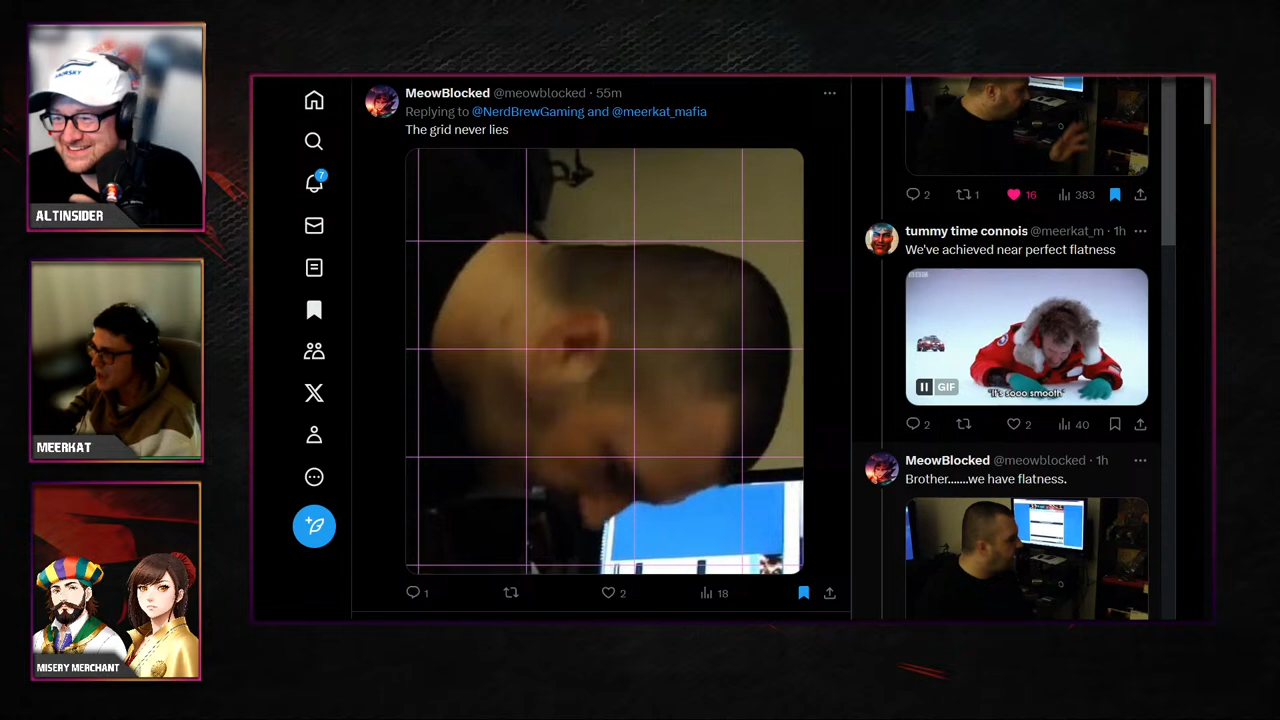 ALTINSIDER
MEERKAT
MISERY MERCHANT
7
MeowBlocked @meowblocked · 55m
Replying to @NerdBrewGaming and @meerkat_mafia
The grid never lies
1
2
18
2
1
16
383
tummy time connois @meerkat_m · 1h
We've achieved near perfect flatness
BBC
GIF
"It's sooo smooth"
2
2
40
MeowBlocked @meowblocked · 1h
Brother.......we have flatness.